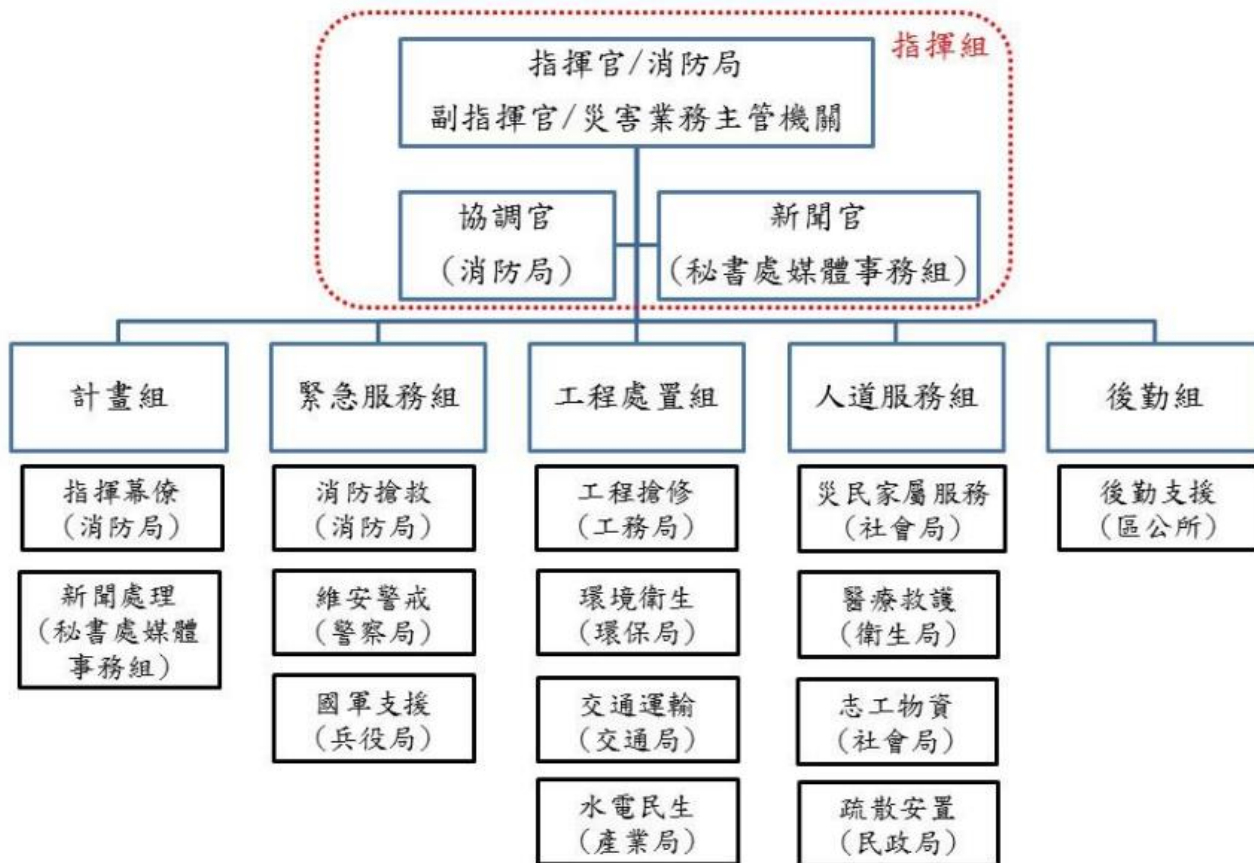 指揮組
指揮官/消防局
副指揮官/災害業務主管機關
協調官
(消防局)
新聞官
(秘書處媒體事務組)
計畫組
緊急服務組
工程處置組
人道服務組
後勤組
指揮幕僚
(消防局)
新聞處理
(秘書處媒體
事務組)
消防搶救
(消防局)
維安警戒
(警察局)
國軍支援
(兵役局)
工程搶修
(工務局)
環境衛生
(環保局)
交通運輸
(交通局)
水電民生
(產業局)
災民家屬服務
(社會局)
醫療救護
(衛生局)
志工物資
(社會局)
疏散安置
(民政局)
後勤支援
(區公所)